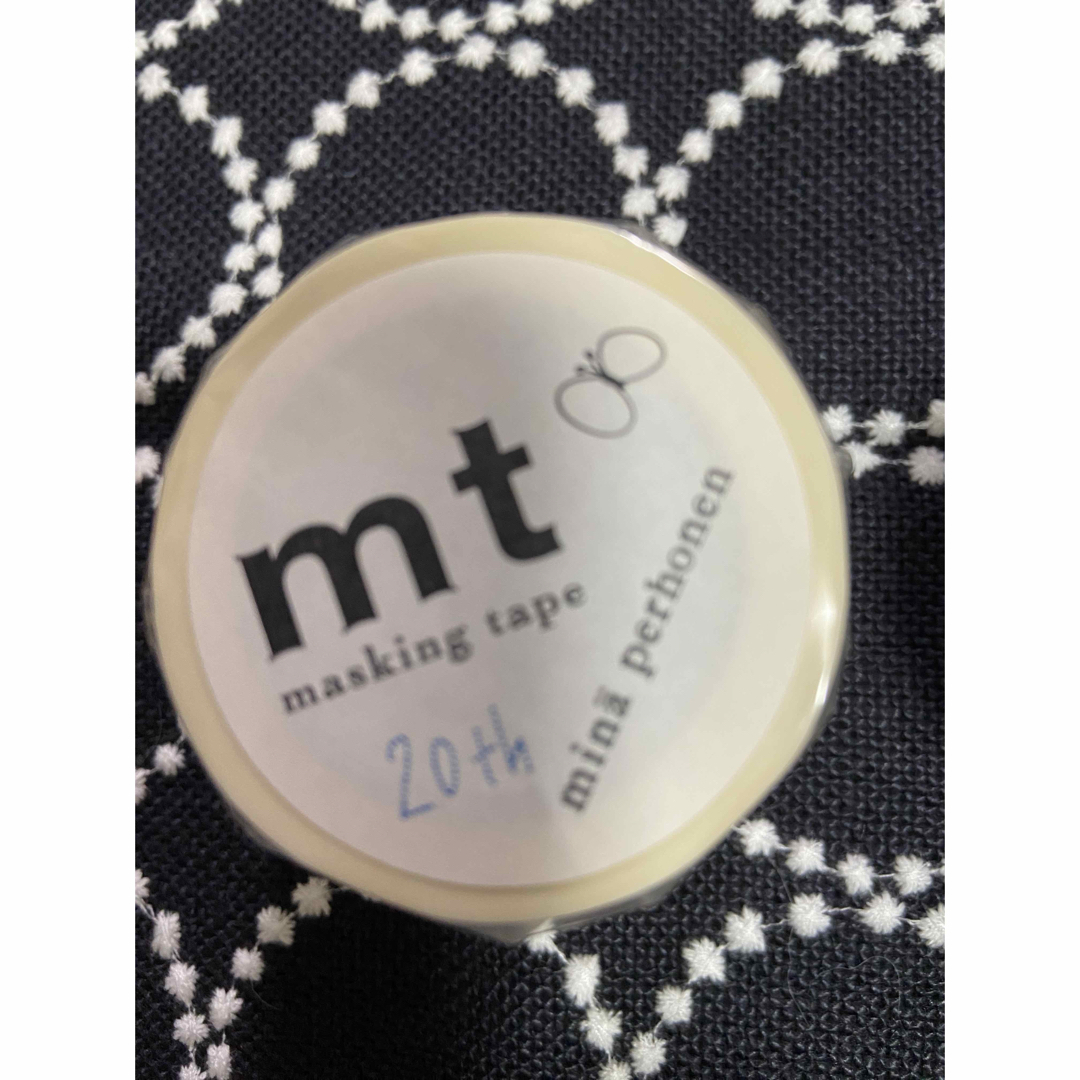 mt
masking tape
20th
minä perhonen